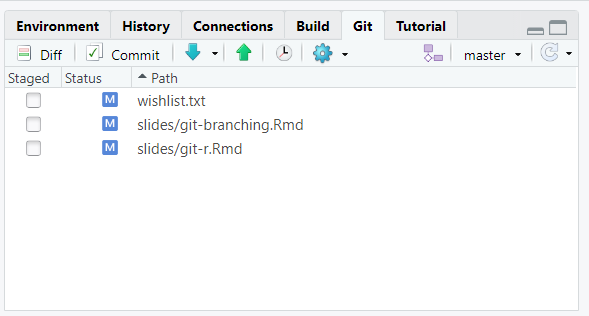 Environment History Connections Build Git Tutorial
Diff Commit master
Staged Status Path
M wishlist.txt
M slides/git-branching.Rmd
M slides/git-r.Rmd